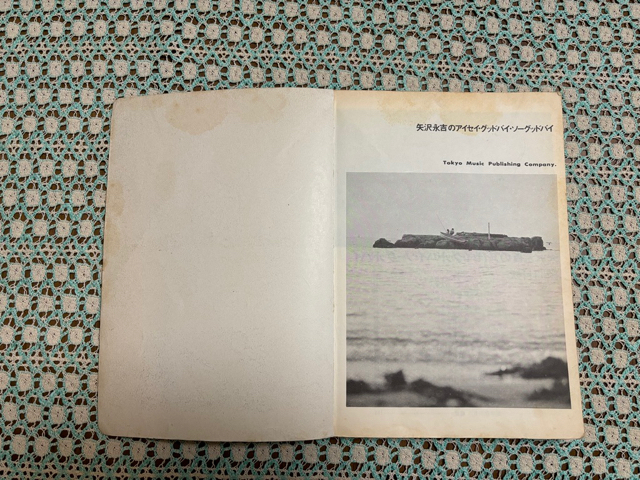 矢沢永吉のアイセイ・グッドバイ・ソーグッドバイ
Tokyo Music Publishing Company.